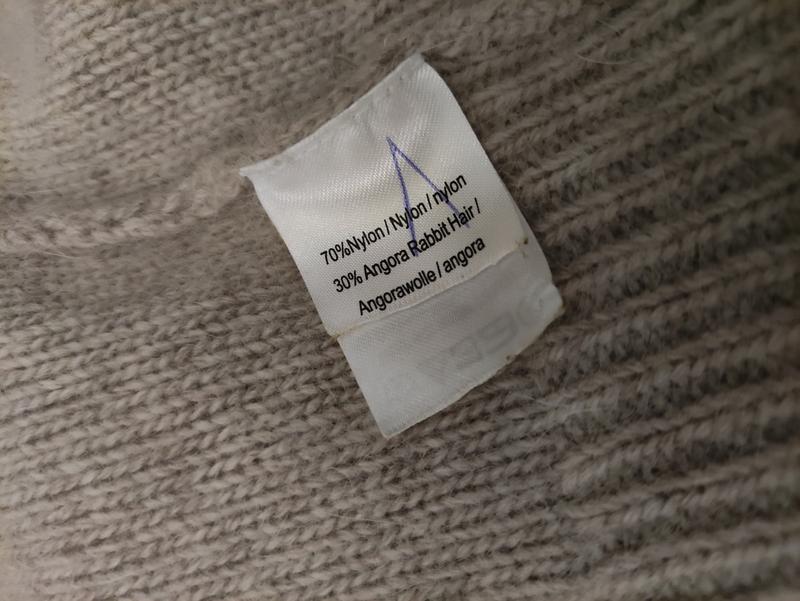 70%Nylon / Nylon / nylon
30% Angora Rabbit Hair /
Angorawolle / angora